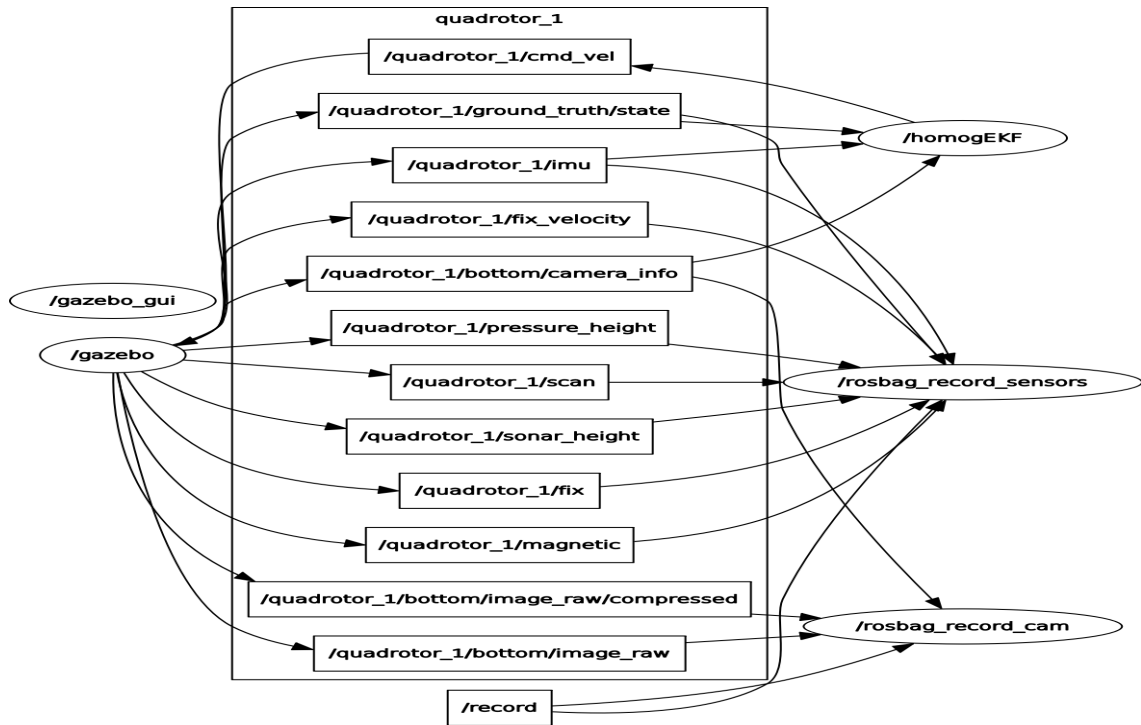 quadrotor_1
/quadrotor_1/cmd_vel
/quadrotor_1/ground_truth/state
/homogEKF
/quadrotor_1/imu
/quadrotor_1/fix_velocity
/quadrotor_1/bottom/camera_info
/gazebo_gui
/quadrotor_1/pressure_height
/gazebo
/quadrotor_1/scan
/rosbag_record_sensors
/quadrotor_1/sonar_height
/quadrotor_1/fix
/quadrotor_1/magnetic
/quadrotor_1/bottom/image_raw/compressed
/rosbag_record_cam
/quadrotor_1/bottom/image_raw
/record